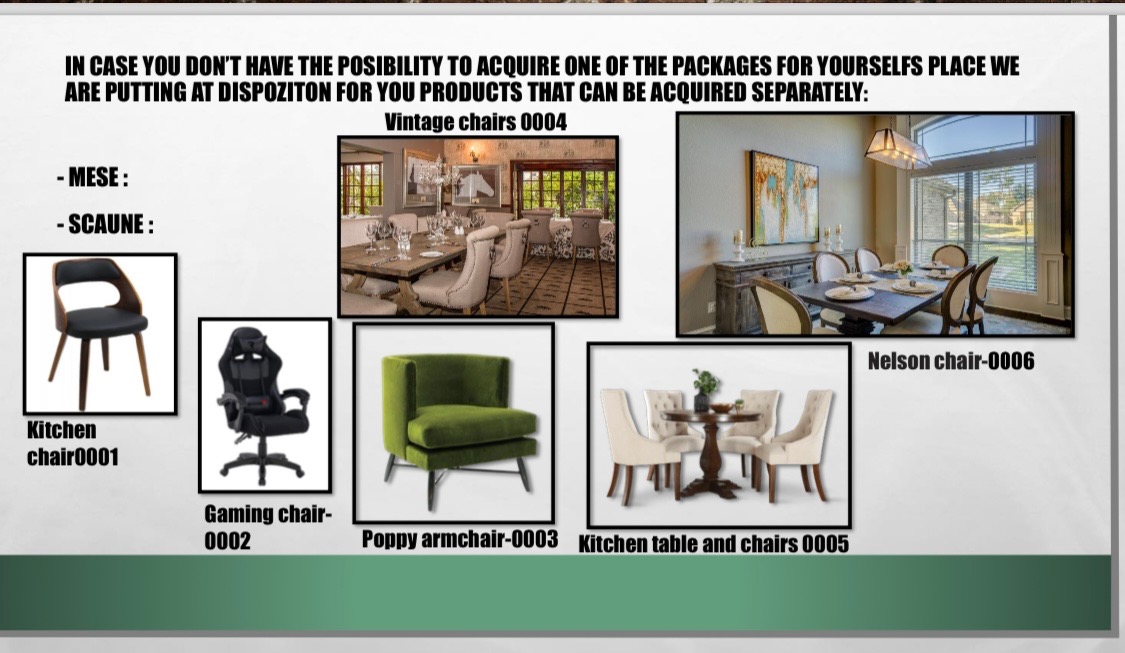 IN CASE YOU DON'T HAVE THE POSIBILITY TO ACQUIRE ONE OF THE PACKAGES FOR YOURSELFS PLACE WE
ARE PUTTING AT DISPOZITON FOR YOU PRODUCTS THAT CAN BE ACQUIRED SEPARATELY:
Vintage chairs 0004
- MESE :
- SCAUNE :
Nelson chair-0006
Kitchen
chair0001
Gaming chair-
0002
Poppy armchair-0003
Kitchen table and chairs 0005